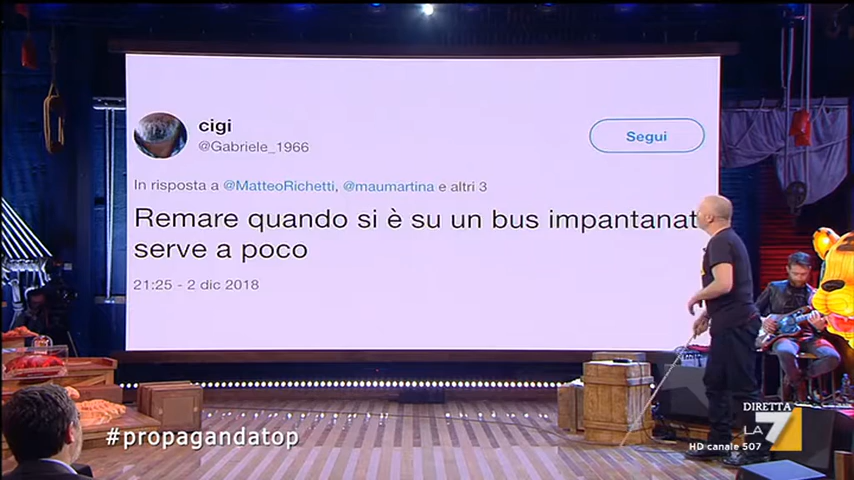 cigi
@Gabriele_1966
Segui
In risposta a @MatteoRichetti, @maumartina e altri 3
Remare quando si è su un bus impantanat
serve a poco
21:25 - 2 dic 2018
#propagandatop
DIRETTA
LA7
HD canale 507